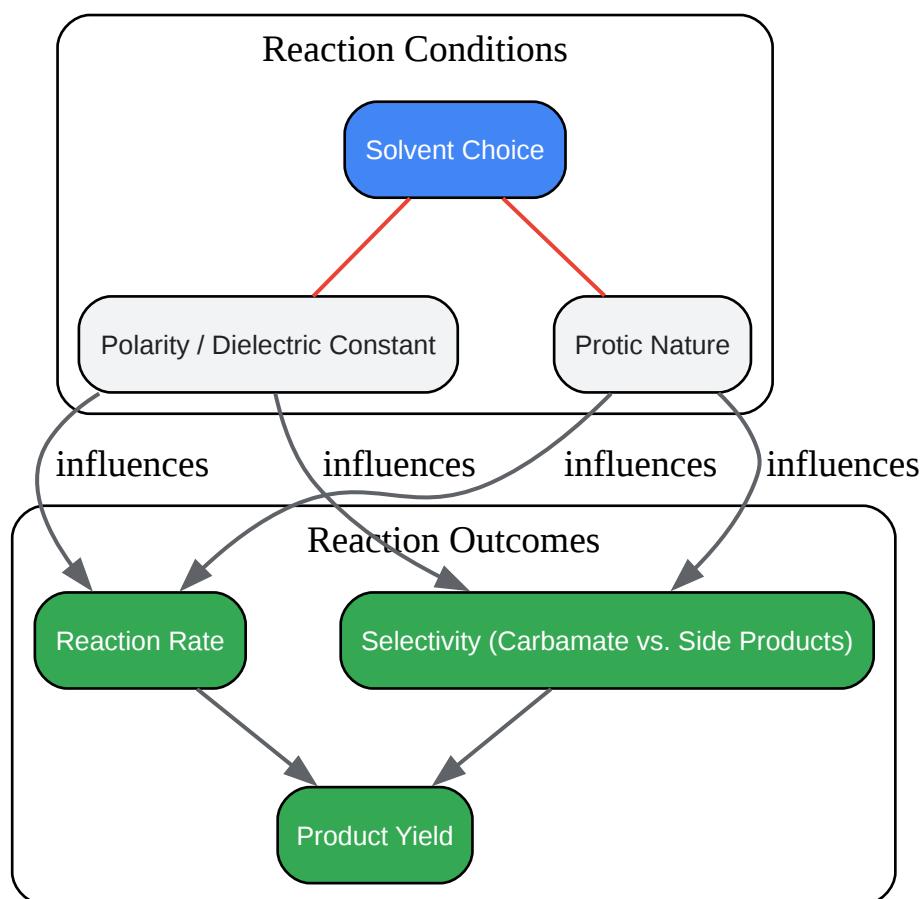 Reaction Conditions
Solvent Choice
Polarity / Dielectric Constant
Protic Nature
influences
influences
influences
influences
Reaction Outcomes
Reaction Rate
Selectivity (Carbamate vs. Side Products)
Product Yield